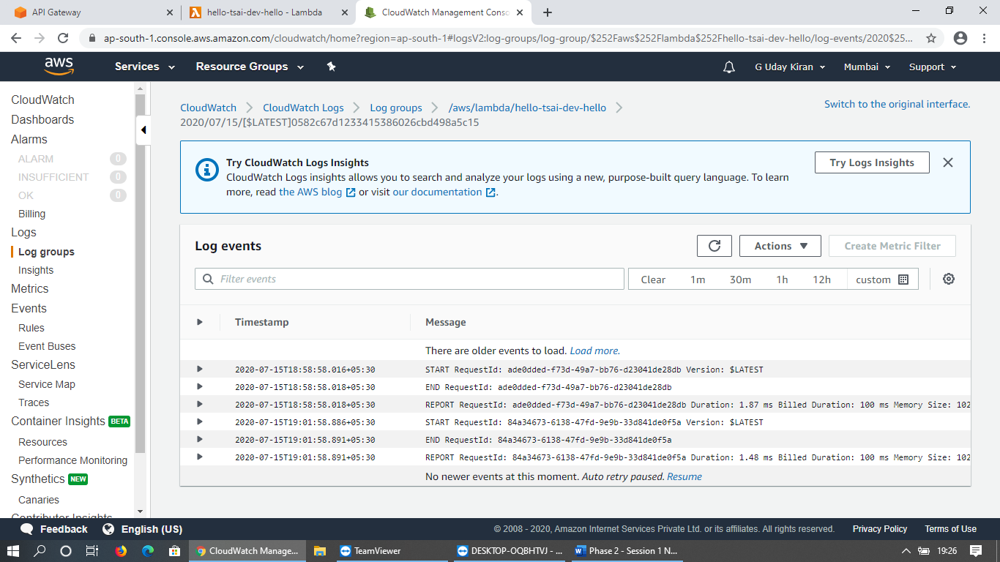 API Gateway
hello-tsai-dev-hello - Lambda
CloudWatch Management Conso
ap-south-1.console.aws.amazon.com/cloudwatch/home?region=ap-south-1#logsV2:log-groups/log-group/$252Faws$252Flambda$252Fhello-tsai-dev-hello/log-events/2020$25...
aws
Services
Resource Groups
G Uday Kiran
Mumbai
Support
CloudWatch
Dashboards
Alarms
ALARM 0
INSUFFICIENT 0
OK 0
Billing
Logs
Log groups
Insights
Metrics
Events
Rules
Event Buses
ServiceLens
Service Map
Traces
Container Insights BETA
Resources
Performance Monitoring
Synthetics NEW
Canaries
Contributor Insights
CloudWatch
CloudWatch Logs
Log groups
/aws/lambda/hello-tsai-dev-hello
2020/07/15/[$LATEST]0582c67d1233415386026cbd498a5c15
Switch to the original interface.
Try CloudWatch Logs Insights
CloudWatch Logs insights allows you to search and analyze your logs using a new, purpose-built query language. To learn
more, read the AWS blog or visit our documentation .
Try Logs Insights
Log events
Actions
Create Metric Filter
Filter events
Clear 1m 30m 1h 12h custom
Timestamp Message
There are older events to load. Load more.
2020-07-15T18:58:58.016+05:30 START RequestId: ade0dded-f73d-49a7-bb76-d23041de28db Version: $LATEST
2020-07-15T18:58:58.018+05:30 END RequestId: ade0dded-f73d-49a7-bb76-d23041de28db
2020-07-15T18:58:58.018+05:30 REPORT RequestId: ade0dded-f73d-49a7-bb76-d23041de28db Duration: 1.87 ms Billed Duration: 100 ms Memory Size: 102
2020-07-15T19:01:58.886+05:30 START RequestId: 84a34673-6138-47fd-9e9b-33d841de0f5a Version: $LATEST
2020-07-15T19:01:58.891+05:30 END RequestId: 84a34673-6138-47fd-9e9b-33d841de0f5a
2020-07-15T19:01:58.891+05:30 REPORT RequestId: 84a34673-6138-47fd-9e9b-33d841de0f5a Duration: 1.48 ms Billed Duration: 100 ms Memory Size: 102
No newer events at this moment. Auto retry paused. Resume
Feedback
English (US)
© 2008 - 2020, Amazon Internet Services Private Ltd. or its affiliates. All rights reserved.
Privacy Policy
Terms of Use
CloudWatch Manage...
TeamViewer
DESKTOP-OQBHTVJ - ...
Phase 2 - Session 1 N...
19:26